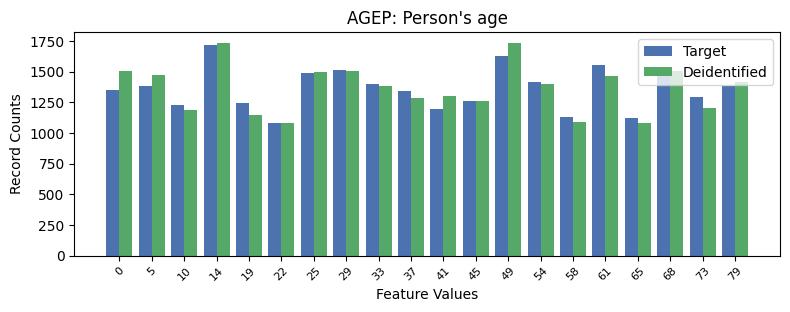 AGEP: Person's age
Target
Deidentified
Record Counts
1750
1500
1250
1000
750
500
250
0
0 5 10 14 19 22 25 29 33 37 41 45 49 54 58 61 65 68 73 79
Feature Values